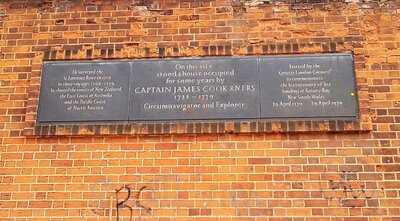 He surveyed the
St Lawrence River
he charted the coasts of New Zealand
the East Coast of Australia
and the Pacific Coast
of North America
On this site
stood a house occupied
for some years by
CAPTAIN JAMES COOK R.N. F.R.S.
1728–1779
Circumnavigator and Explorer
Erected by the
Greater London Council
to commemorate
the bicentenary of his
landing at Botany Bay
New South Wales
29 April 1770 29 April 1970